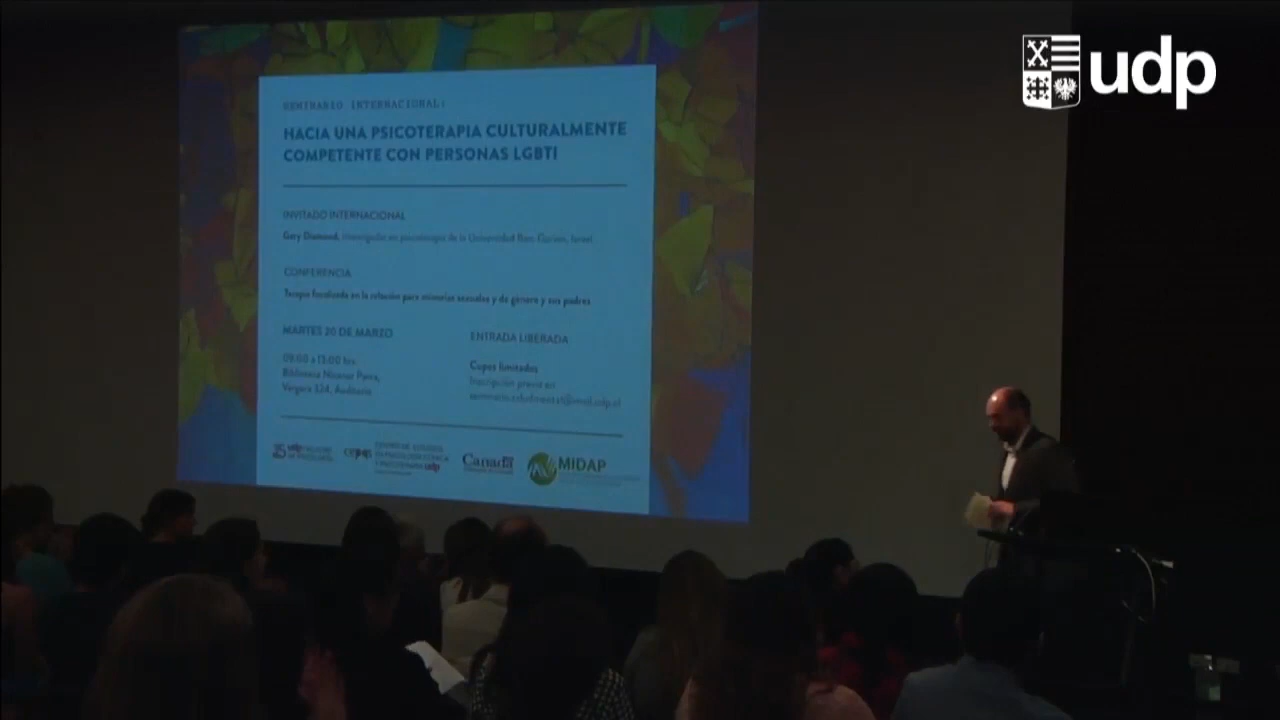 udp
SEMINARIO INTERNACIONAL:
HACIA UNA PSICOTERAPIA CULTURALMENTE
COMPETENTE CON PERSONAS LGBTI
INVITADO INTERNACIONAL
Gary Diamond, investigador en psicoterapia de la Universidad Ben Gurion, Israel
CONFERENCIA
Terapia focalizada en la relación para minorías sexuales y de género y sus padres
MARTES 20 DE MARZO
09:00 a 13:00 hrs.
Biblioteca Nicanor Parra,
Vergara 324, Auditorio
ENTRADA LIBERADA
Cupos limitados
Inscripción previa en
25 udp
udp
Canada
MIDAP